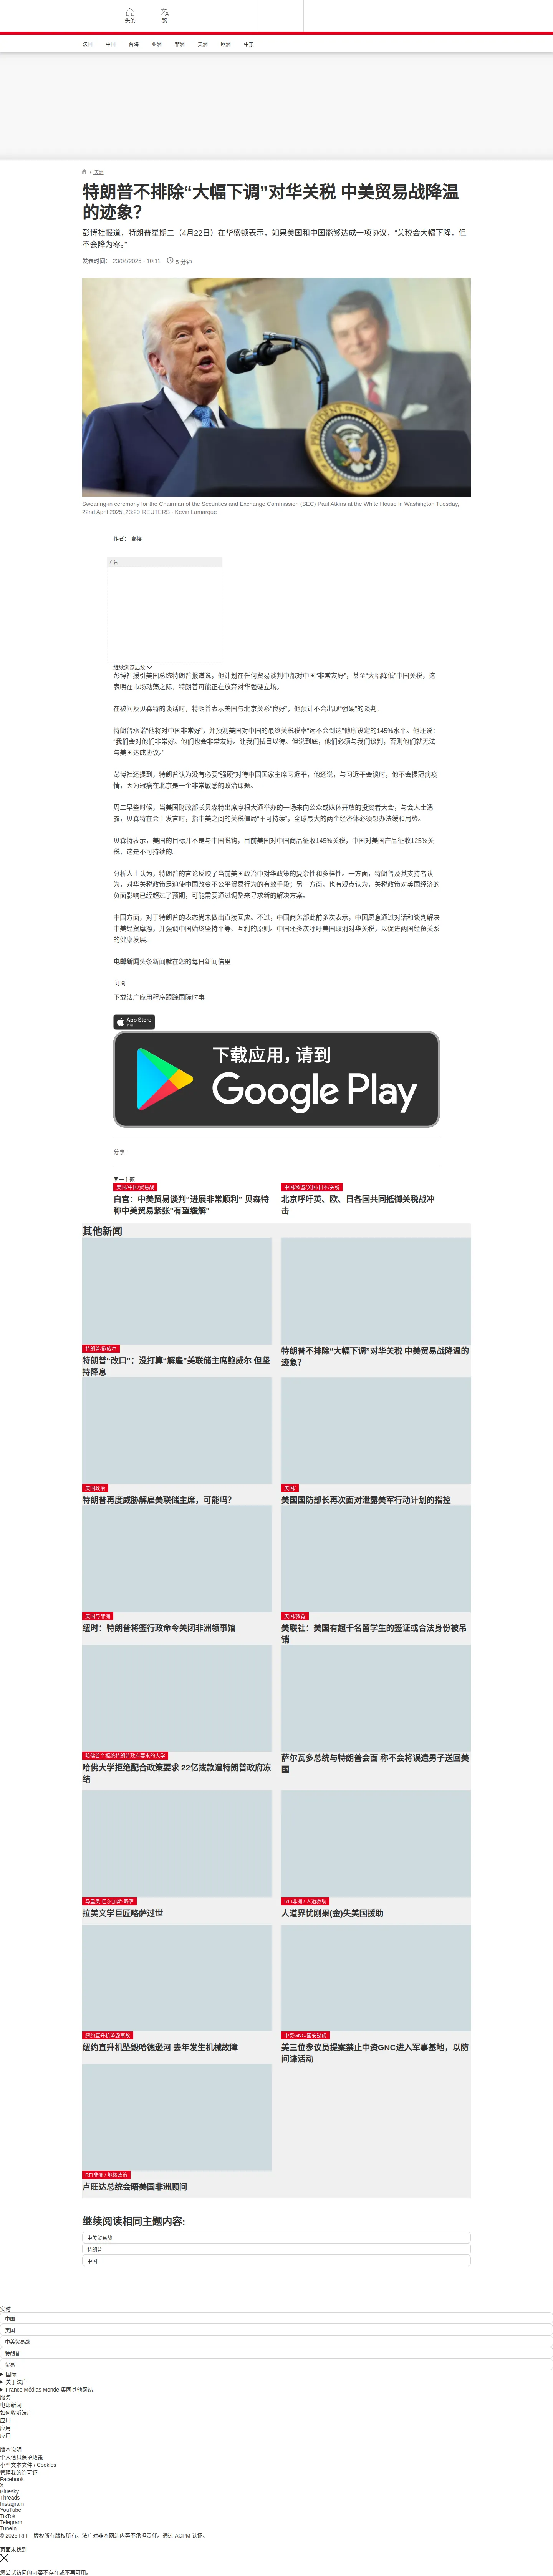 头条
繁
法国
中国
台海
亚洲
非洲
美洲
欧洲
中东
/ 美洲
特朗普不排除“大幅下调”对华关税 中美贸易战降温
的迹象？
彭博社报道，特朗普星期二（4月22日）在华盛顿表示，如果美国和中国能够达成一项协议，“关税会大幅下降，但
不会降为零。”
发表时间： 23/04/2025 - 10:11
5 分钟
Swearing-in ceremony for the Chairman of the Securities and Exchange Commission (SEC) Paul Atkins at the White House in Washington Tuesday,
22nd April 2025, 23:29 REUTERS - Kevin Lamarque
作者： 夏榕
广告
继续浏览后续
彭博社援引美国总统特朗普报道说，他计划在任何贸易谈判中都对中国“非常友好”，甚至“大幅降低”中国关税，这
表明在市场动荡之际，特朗普可能正在放弃对华强硬立场。
在被问及贝森特的谈话时，特朗普表示美国与北京关系“良好”，他预计不会出现“强硬”的谈判。
特朗普承诺“他将对中国非常好”，并预测美国对中国的最终关税税率“远不会到达”他所设定的145%水平。他还说：
“我们会对他们非常好。他们也会非常友好。让我们拭目以待。但说到底，他们必须与我们谈判，否则他们就无法
与美国达成协议。”
彭博社还提到，特朗普认为没有必要“强硬”对待中国国家主席习近平，他还说，与习近平会谈时，他不会提冠病疫
情，因为冠病在北京是一个非常敏感的政治课题。
周二早些时候，当美国财政部长贝森特出席摩根大通举办的一场未向公众或媒体开放的投资者大会，与会人士透
露，贝森特在会上发言时，指中美之间的关税僵局“不可持续”，全球最大的两个经济体必须想办法缓和局势。
贝森特表示，美国的目标并不是与中国脱钩，目前美国对中国商品征收145%关税，中国对美国产品征收125%关
税，这是不可持续的。
分析人士认为，特朗普的言论反映了当前美国政治中对华政策的复杂性和多样性。一方面，特朗普及其支持者认
为，对华关税政策是迫使中国改变不公平贸易行为的有效手段；另一方面，也有观点认为，关税政策对美国经济的
负面影响已经超过了预期，可能需要通过调整来寻求新的解决方案。
中国方面，对于特朗普的表态尚未做出直接回应。不过，中国商务部此前多次表示，中国愿意通过对话和谈判解决
中美经贸摩擦，并强调中国始终坚持平等、互利的原则。中国还多次呼吁美国取消对华关税，以促进两国经贸关系
的健康发展。
电邮新闻头条新闻就在您的每日新闻信里
订阅
下载法广应用程序跟踪国际时事
App Store
下载
下载应用，请到
Google Play
分享 :
同一主题
美国/中国/贸易战
白宫：中美贸易谈判“进展非常顺利” 贝森特
称中美贸易紧张”有望缓解“
中国/欧盟/英国/日本/关税
北京呼吁英、欧、日各国共同抵御关税战冲
击
其他新闻
特朗普/鲍威尔
特朗普“改口”：没打算”解雇“美联储主席鲍威尔 但坚
持降息
特朗普不排除“大幅下调”对华关税 中美贸易战降温的
迹象？
美国政治
特朗普再度威胁解雇美联储主席，可能吗？
美国/
美国国防部长再次面对泄露美军行动计划的指控
美国与非洲
纽时：特朗普将签行政命令关闭非洲领事馆
美国/教育
美联社：美国有超千名留学生的签证或合法身份被吊
销
哈佛首个拒绝特朗普政府要求的大学
哈佛大学拒绝配合政策要求 22亿拨款遭特朗普政府冻
结
萨尔瓦多总统与特朗普会面 称不会将误遣男子送回美
国
马里奥·巴尔加斯·略萨
拉美文学巨匠略萨过世
RFI非洲 / 人道救助
人道界忧刚果(金)失美国援助
纽约直升机坠毁事故
纽约直升机坠毁哈德逊河 去年发生机械故障
中资GNC/国安疑虑
美三位参议员提案禁止中资GNC进入军事基地，以防
间谍活动
RFI非洲 / 地缘政治
卢旺达总统会晤美国非洲顾问
继续阅读相同主题内容:
中美贸易战
特朗普
中国
实时
中国
美国
中美贸易战
特朗普
贸易
国际
关于法广
France Médias Monde 集团其他网站
服务
电邮新闻
如何收听法广
应用
应用
应用
版本说明
个人信息保护政策
小型文本文件 / Cookies
管理我的许可证
Facebook
X
Bluesky
Threads
Instagram
YouTube
TikTok
Telegram
TuneIn
© 2025 RFI – 版权所有版权所有。法广对非本网站内容不承担责任。通过 ACPM 认证。
页面未找到
您尝试访问的内容不存在或不再可用。